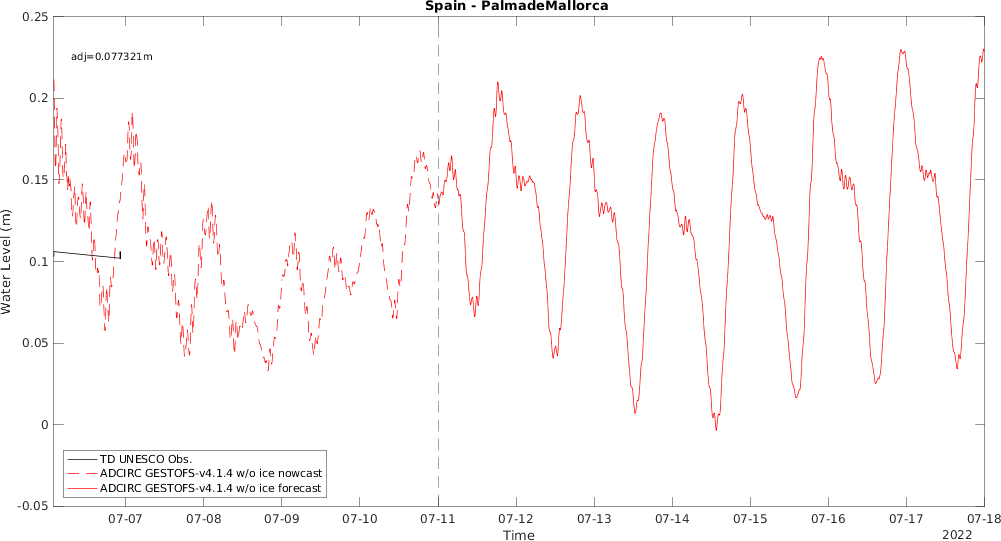 Spain - PalmadeMallorca
0.25
adj=0.077321m
0.2
0.15
0.1
0.05
0
-0.05
Water Level (m)
TD UNESCO Obs.
ADCIRC GESTOFS-v4.1.4 w/o ice nowcast
ADCIRC GESTOFS-v4.1.4 w/o ice forecast
07-07 07-08 07-09 07-10 07-11 07-12 07-13 07-14 07-15 07-16 07-17 07-18
Time
2022